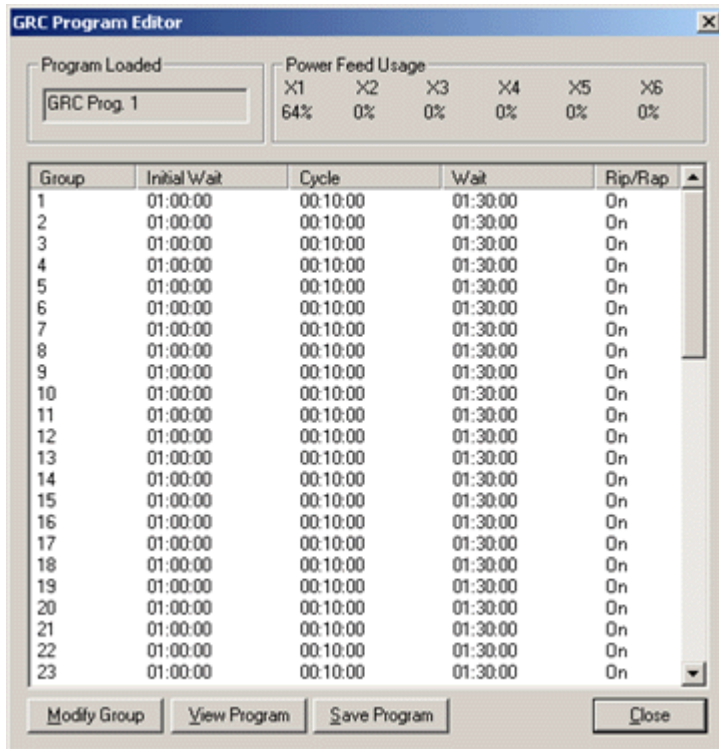 GRC Program Editor
Program Loaded
GRC Prog. 1
Power Feed Usage
X1 X2 X3 X4 X5 X6
64% 0% 0% 0% 0% 0%
Group Initial Wait Cycle Wait Rip/Rap
1 01:00:00 00:10:00 01:30:00 On
2 01:00:00 00:10:00 01:30:00 On
3 01:00:00 00:10:00 01:30:00 On
4 01:00:00 00:10:00 01:30:00 On
5 01:00:00 00:10:00 01:30:00 On
6 01:00:00 00:10:00 01:30:00 On
7 01:00:00 00:10:00 01:30:00 On
8 01:00:00 00:10:00 01:30:00 On
9 01:00:00 00:10:00 01:30:00 On
10 01:00:00 00:10:00 01:30:00 On
11 01:00:00 00:10:00 01:30:00 On
12 01:00:00 00:10:00 01:30:00 On
13 01:00:00 00:10:00 01:30:00 On
14 01:00:00 00:10:00 01:30:00 On
15 01:00:00 00:10:00 01:30:00 On
16 01:00:00 00:10:00 01:30:00 On
17 01:00:00 00:10:00 01:30:00 On
18 01:00:00 00:10:00 01:30:00 On
19 01:00:00 00:10:00 01:30:00 On
20 01:00:00 00:10:00 01:30:00 On
21 01:00:00 00:10:00 01:30:00 On
22 01:00:00 00:10:00 01:30:00 On
23 01:00:00 00:10:00 01:30:00 On
Modify Group View Program Save Program Close